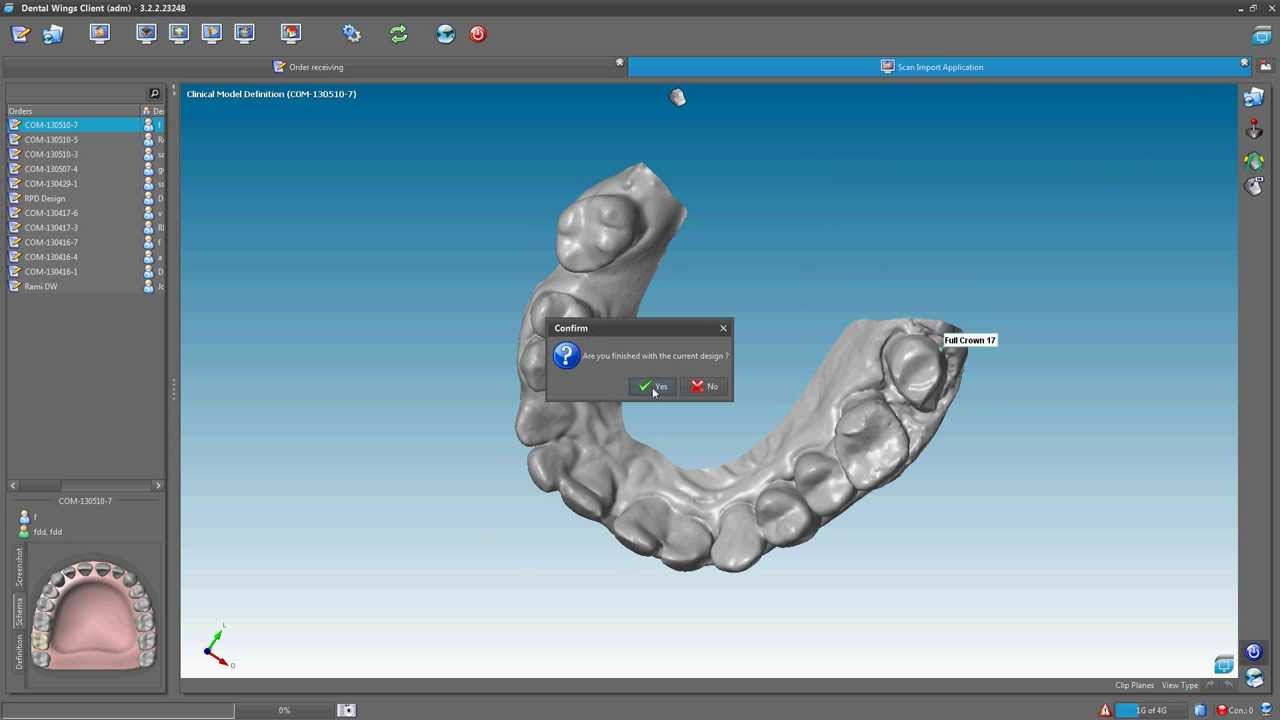 Dental Wings Client (adm) - 3.2.2.23248
Order receiving
Scan Import Application
Orders
De
COM-130510-7
f
COM-130510-5
COM-130510-3
COM-130507-4
COM-130429-1
RPD Design
D
COM-130417-6
v
COM-130417-3
COM-130416-7
f
COM-130416-4
a
COM-130416-1
D
Rami DW
Jc
COM-130510-7
f
fdd, fdd
Screenshot
Schema
Definition
Clinical Model Definition (COM-130510-7)
Full Crown 17
Confirm
Are you finished with the current design ?
Yes
No
L
D
Clip Planes
View Type
0%
1G of 4G
Con.: 0